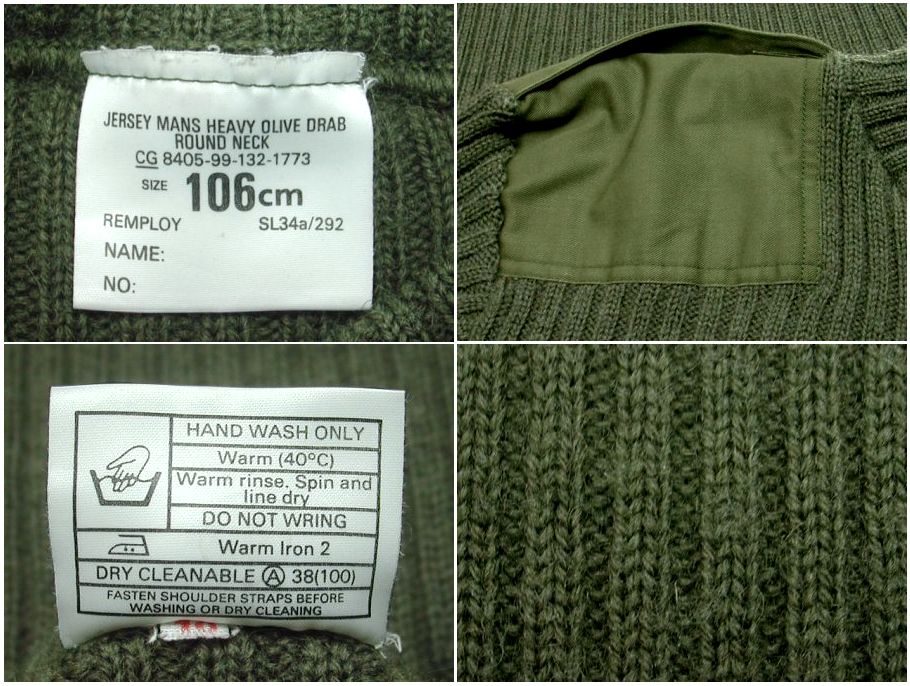 JERSEY MANS HEAVY OLIVE DRAB
ROUND NECK
CG 8405-99-132-1773
SIZE 106cm
REMPLOY SL34a/292
NAME:
NO:
HAND WASH ONLY
Warm (40°C)
Warm rinse. Spin and
line dry
DO NOT WRING
Warm Iron 2
DRY CLEANABLE Ⓐ 38(100)
FASTEN SHOULDER STRAPS BEFORE
WASHING OR DRY CLEANING